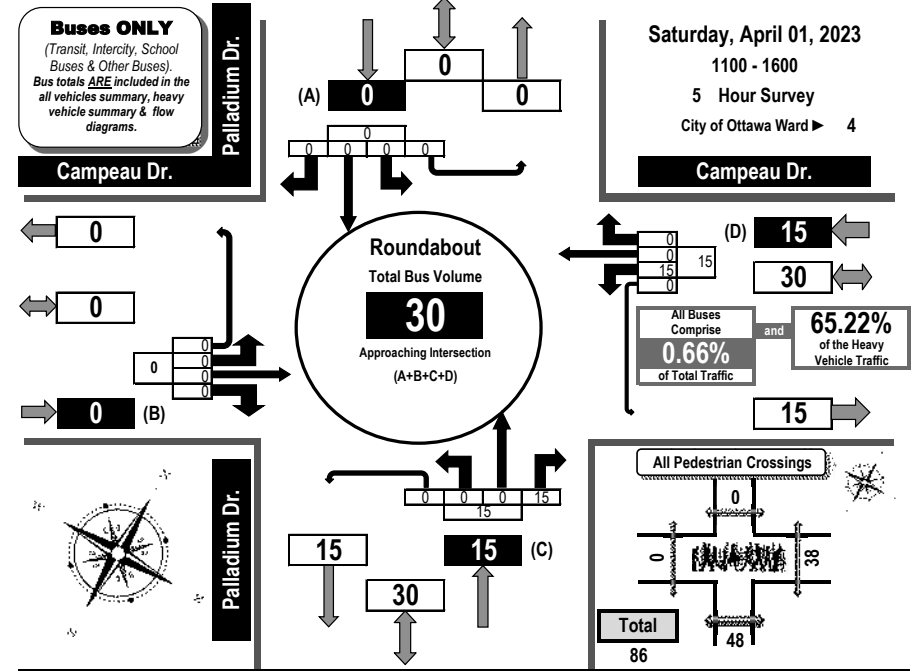 Buses ONLY
(Transit, Intercity, School
Buses & Other Buses).
Bus totals ARE included in the
all vehicles summary, heavy
vehicle summary & flow
diagrams.
Palladium Dr.
Campeau Dr.
(A)
0
0
0
0
0 0 0 0
Saturday, April 01, 2023
1100 - 1600
5 Hour Survey
City of Ottawa Ward ► 4
Campeau Dr.
0
0
0
0
0
0
0
0 (B)
Roundabout
Total Bus Volume
30
Approaching Intersection
(A+B+C+D)
(D) 15
30
0
0
15
0
15
All Buses
Comprise
0.66%
of Total Traffic
and
65.22%
of the Heavy
Vehicle Traffic
15
0 0 0 15
15
15
15 (C)
30
Palladium Dr.
All Pedestrian Crossings
0
0
38
48
Total
86